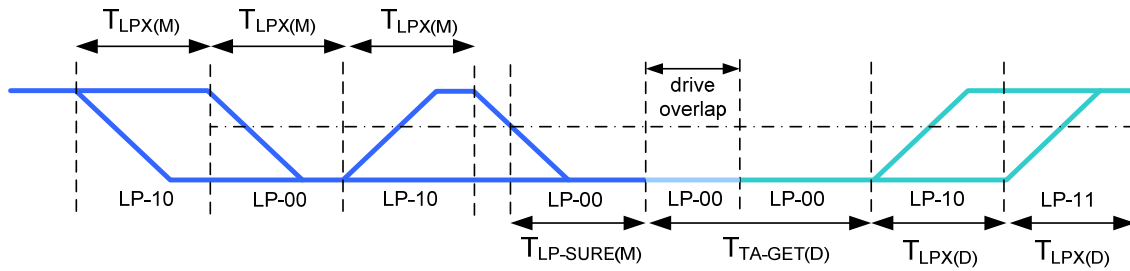 TLPX(M) TLPX(M) TLPX(M)
drive
overlap
LP-10 LP-00 LP-10 LP-00 LP-00 LP-00 LP-10 LP-11
TLP-SURE(M) TTA-GET(D) TLPX(D) TLPX(D)